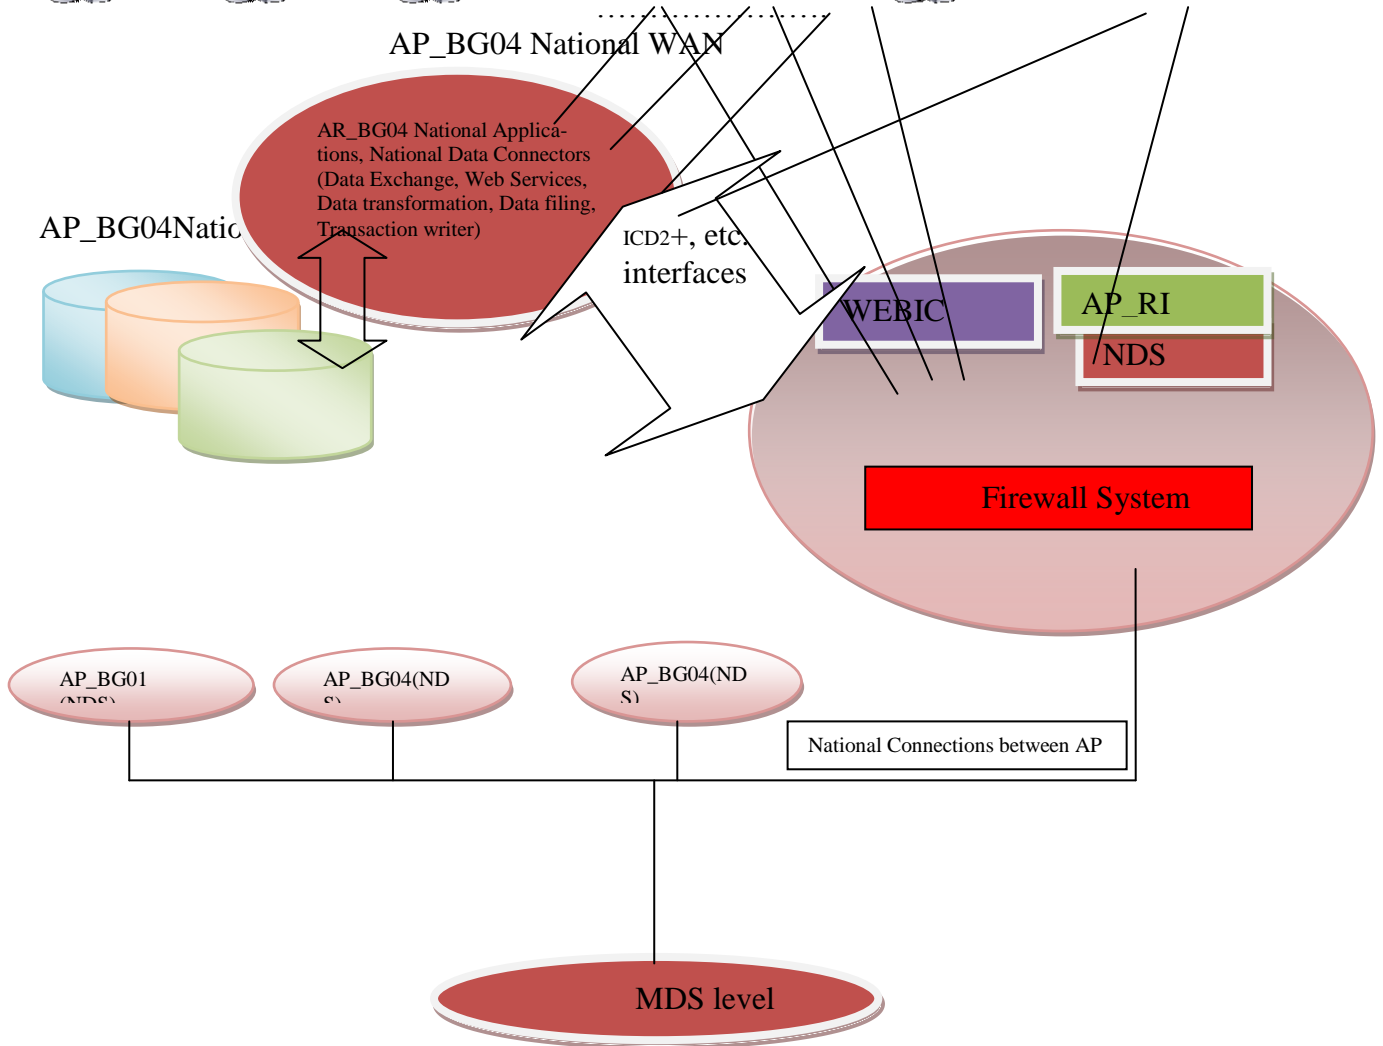 AP_BG04 National WAN
AR_BG04 National Applica-
tions, National Data Connectors
(Data Exchange, Web Services,
Data transformation, Data filing,
Transaction writer)
AP_BG04Natio
ICD2+, etc.
interfaces
WEBIC
AP_RI
/NDS
Firewall System
AP_BG01
(NDS)
AP_BG04(ND
S)
AP_BG04(ND
S)
National Connections between AP
MDS level